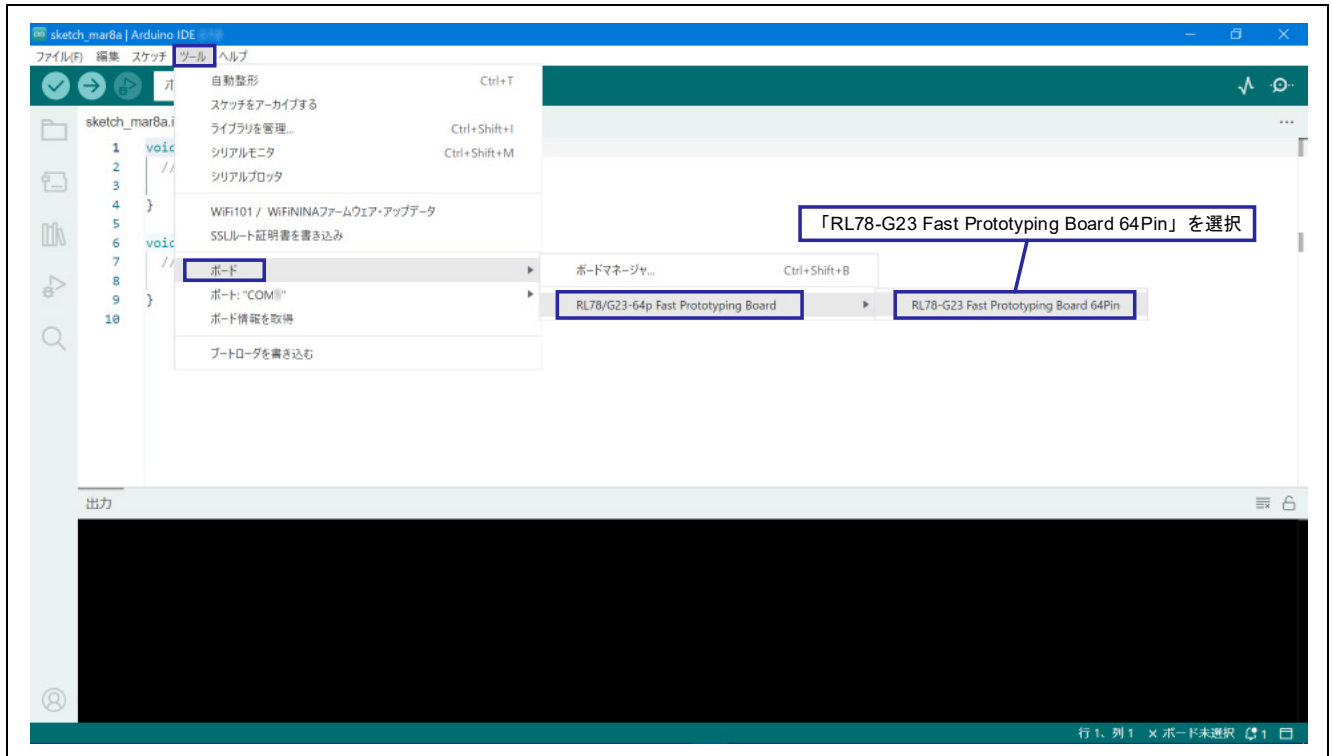 sketch_mar8a | Arduino IDE
ファイル(F) 編集 スケッチ ツール ヘルプ
自動整形 Ctrl+T
スケッチをアーカイブする
ライブラリを管理... Ctrl+Shift+I
シリアルモニタ Ctrl+Shift+M
シリアルプロッタ
WiFi101 / WiFiNINAファームウェア・アップデータ
SSLルート証明書を書き込み
ボード
ポート: "COM "
ボード情報を取得
ブートローダを書き込む
ボードマネージャ... Ctrl+Shift+B
RL78/G23-64p Fast Prototyping Board
RL78-G23 Fast Prototyping Board 64Pin
「RL78-G23 Fast Prototyping Board 64Pin」を選択
sketch_mar8a.i
1 void
2 //
3
4 }
5
6 void
7 //
8
9 }
10
出力
行 1、列 1 × ボード未選択 1